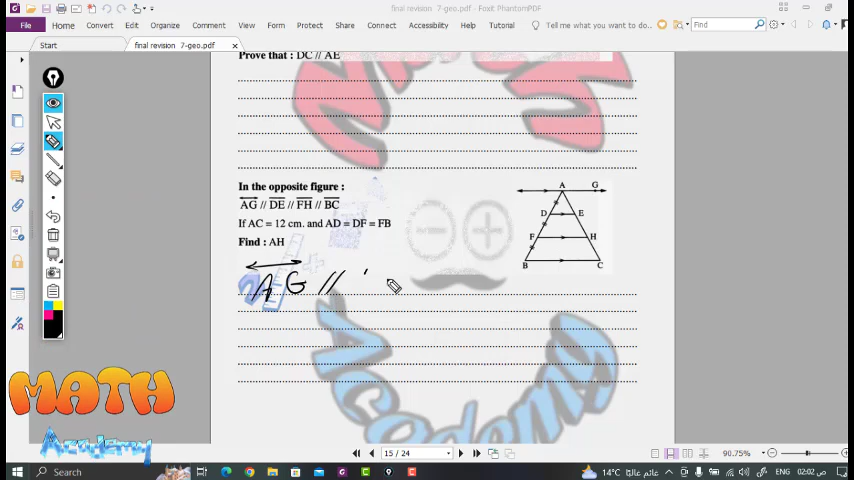 final revision 7-geo.pdf - Foxit PhantomPDF
File Home Convert Edit Organize Comment View Form Protect Share Connect Accessibility Help Tutorial Tell me what you want to do... Find
Start final revision 7-geo.pdf
Prove that : DC // AE
In the opposite figure :
AG // DE // FH // BC
If AC = 12 cm. and AD = DF = FB
Find : AH
A G
D E
F H
B C
AG //
MATH
Academy
Academy
15 / 24
90.75%
Search
14°C غائم غالبًا ENG 02:02 ص